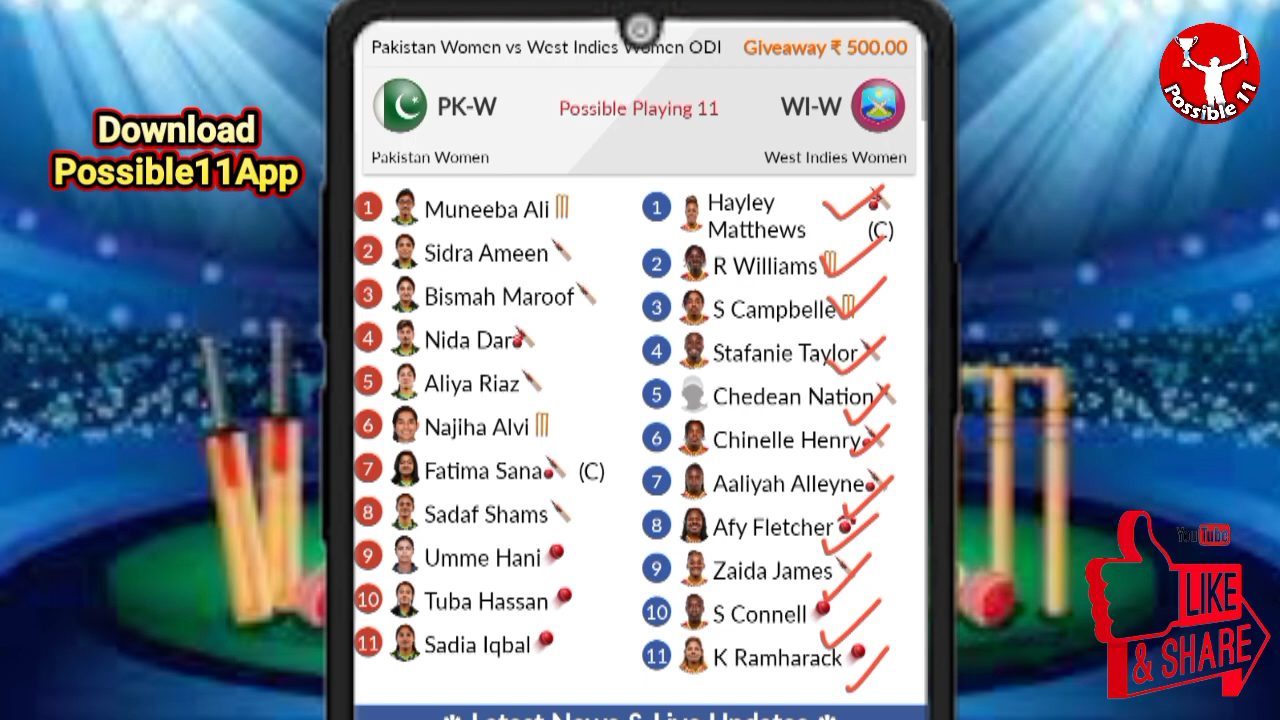 Pakistan Women vs West Indies Women ODI
Giveaway ₹ 500.00
PK-W
Possible Playing 11
WI-W
Pakistan Women
West Indies Women
Download
Possible11App
Possible 11
1 Muneeba Ali
2 Sidra Ameen
3 Bismah Maroof
4 Nida Dar
5 Aliya Riaz
6 Najiha Alvi
7 Fatima Sana (C)
8 Sadaf Shams
9 Umme Hani
10 Tuba Hassan
11 Sadia Iqbal
1 Hayley
Matthews (C)
2 R Williams
3 S Campbelle
4 Stafanie Taylor
5 Chedean Nation
6 Chinelle Henry
7 Aaliyah Alleyne
8 Afy Fletcher
9 Zaida James
10 S Connell
11 K Ramharack
YouTube
LIKE
& SHARE
* Latest News & Live Updates *